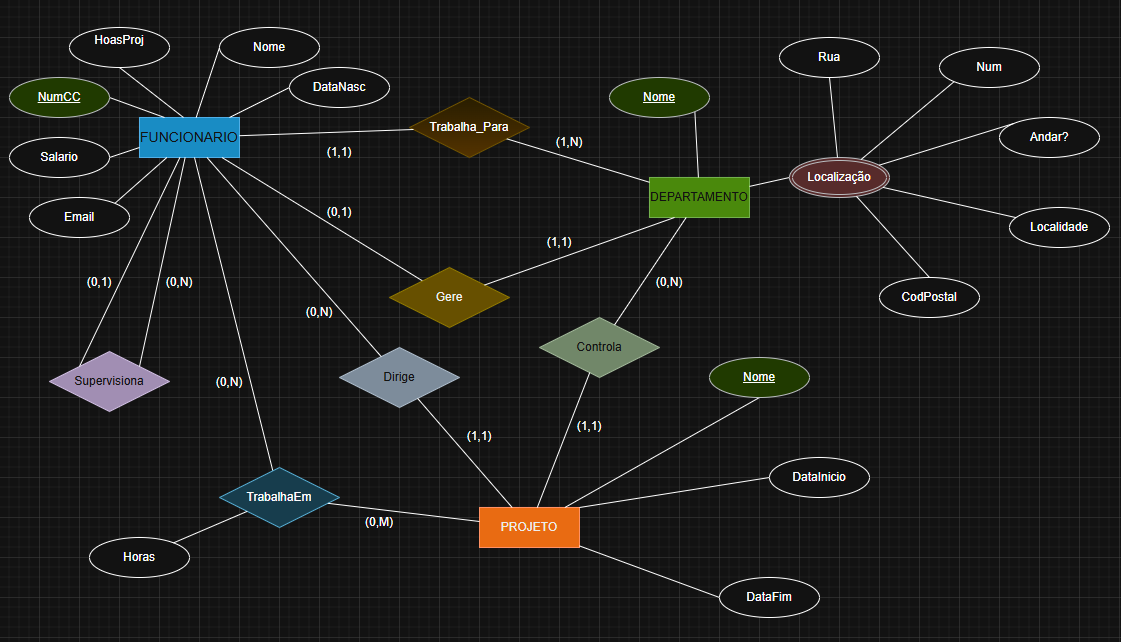 HoasProj
Nome
Rua
Num
DataNasc
NumCC
Nome
Trabalha_Para
FUNCIONARIO
Andar?
(1,N)
(1,1)
Salario
Localização
DEPARTAMENTO
(0,1)
Email
Localidade
(1,1)
(0,1)
(0,N)
(0,N)
Gere
CodPostal
(0,N)
Controla
Supervisiona
(0,N)
Dirige
Nome
(1,1)
(1,1)
DataInicio
TrabalhaEm
(0,M)
PROJETO
Horas
DataFim